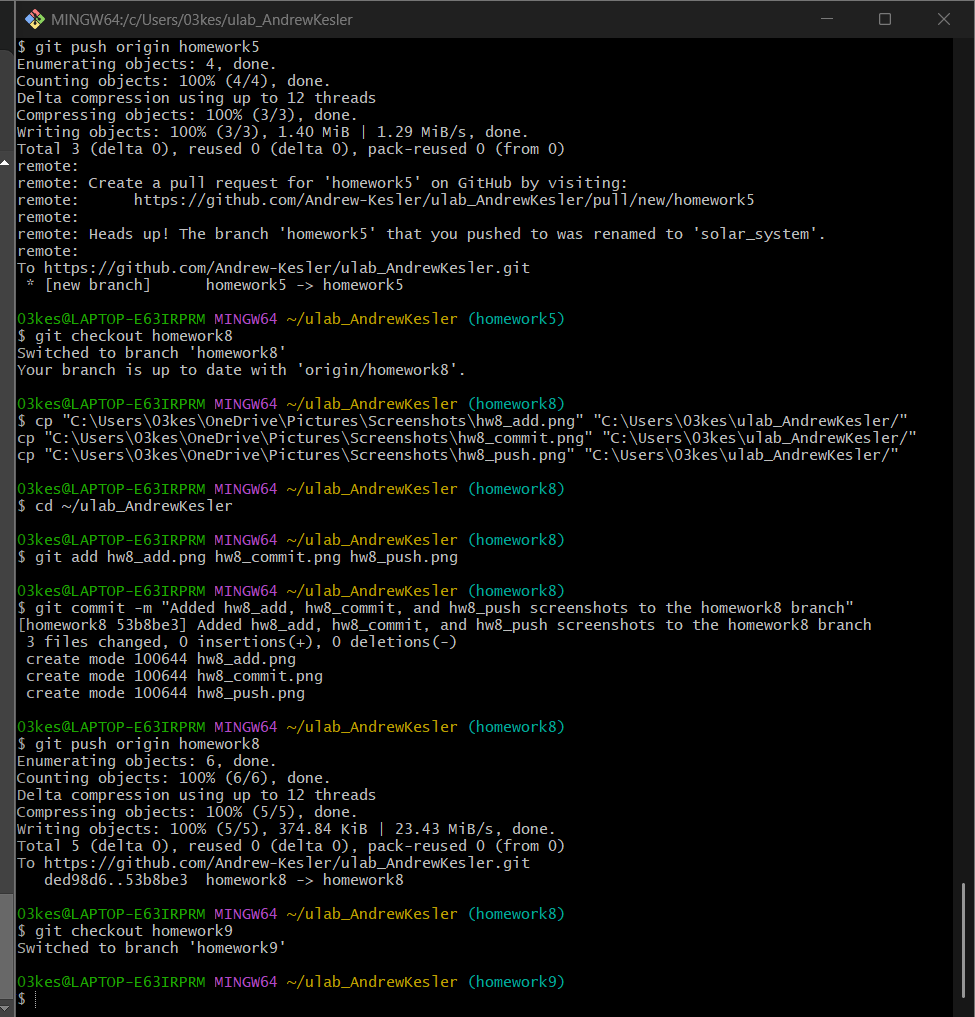 MINGW64:/c/Users/03kes/ulab_AndrewKesler
$ git push origin homework5
Enumerating objects: 4, done.
Counting objects: 100% (4/4), done.
Delta compression using up to 12 threads
Compressing objects: 100% (3/3), done.
Writing objects: 100% (3/3), 1.40 MiB | 1.29 MiB/s, done.
Total 3 (delta 0), reused 0 (delta 0), pack-reused 0 (from 0)
remote:
remote: Create a pull request for 'homework5' on GitHub by visiting:
remote:      https://github.com/Andrew-Kesler/ulab_AndrewKesler/pull/new/homework5
remote:
remote: Heads up! The branch 'homework5' that you pushed to was renamed to 'solar_system'.
remote:
To https://github.com/Andrew-Kesler/ulab_AndrewKesler.git
 * [new branch]      homework5 -> homework5
03kes@LAPTOP-E63IRPRM MINGW64 ~/ulab_AndrewKesler (homework5)
$ git checkout homework8
Switched to branch 'homework8'
Your branch is up to date with 'origin/homework8'.
03kes@LAPTOP-E63IRPRM MINGW64 ~/ulab_AndrewKesler (homework8)
$ cp "C:\Users\03kes\OneDrive\Pictures\Screenshots\hw8_add.png" "C:\Users\03kes\ulab_AndrewKesler/"
cp "C:\Users\03kes\OneDrive\Pictures\Screenshots\hw8_commit.png" "C:\Users\03kes\ulab_AndrewKesler/"
cp "C:\Users\03kes\OneDrive\Pictures\Screenshots\hw8_push.png" "C:\Users\03kes\ulab_AndrewKesler/"
03kes@LAPTOP-E63IRPRM MINGW64 ~/ulab_AndrewKesler (homework8)
$ cd ~/ulab_AndrewKesler
03kes@LAPTOP-E63IRPRM MINGW64 ~/ulab_AndrewKesler (homework8)
$ git add hw8_add.png hw8_commit.png hw8_push.png
03kes@LAPTOP-E63IRPRM MINGW64 ~/ulab_AndrewKesler (homework8)
$ git commit -m "Added hw8_add, hw8_commit, and hw8_push screenshots to the homework8 branch"
[homework8 53b8be3] Added hw8_add, hw8_commit, and hw8_push screenshots to the homework8 branch
 3 files changed, 0 insertions(+), 0 deletions(-)
 create mode 100644 hw8_add.png
 create mode 100644 hw8_commit.png
 create mode 100644 hw8_push.png
03kes@LAPTOP-E63IRPRM MINGW64 ~/ulab_AndrewKesler (homework8)
$ git push origin homework8
Enumerating objects: 6, done.
Counting objects: 100% (6/6), done.
Delta compression using up to 12 threads
Compressing objects: 100% (5/5), done.
Writing objects: 100% (5/5), 374.84 KiB | 23.43 MiB/s, done.
Total 5 (delta 0), reused 0 (delta 0), pack-reused 0 (from 0)
To https://github.com/Andrew-Kesler/ulab_AndrewKesler.git
   ded98d6..53b8be3  homework8 -> homework8
03kes@LAPTOP-E63IRPRM MINGW64 ~/ulab_AndrewKesler (homework8)
$ git checkout homework9
Switched to branch 'homework9'
03kes@LAPTOP-E63IRPRM MINGW64 ~/ulab_AndrewKesler (homework9)
$